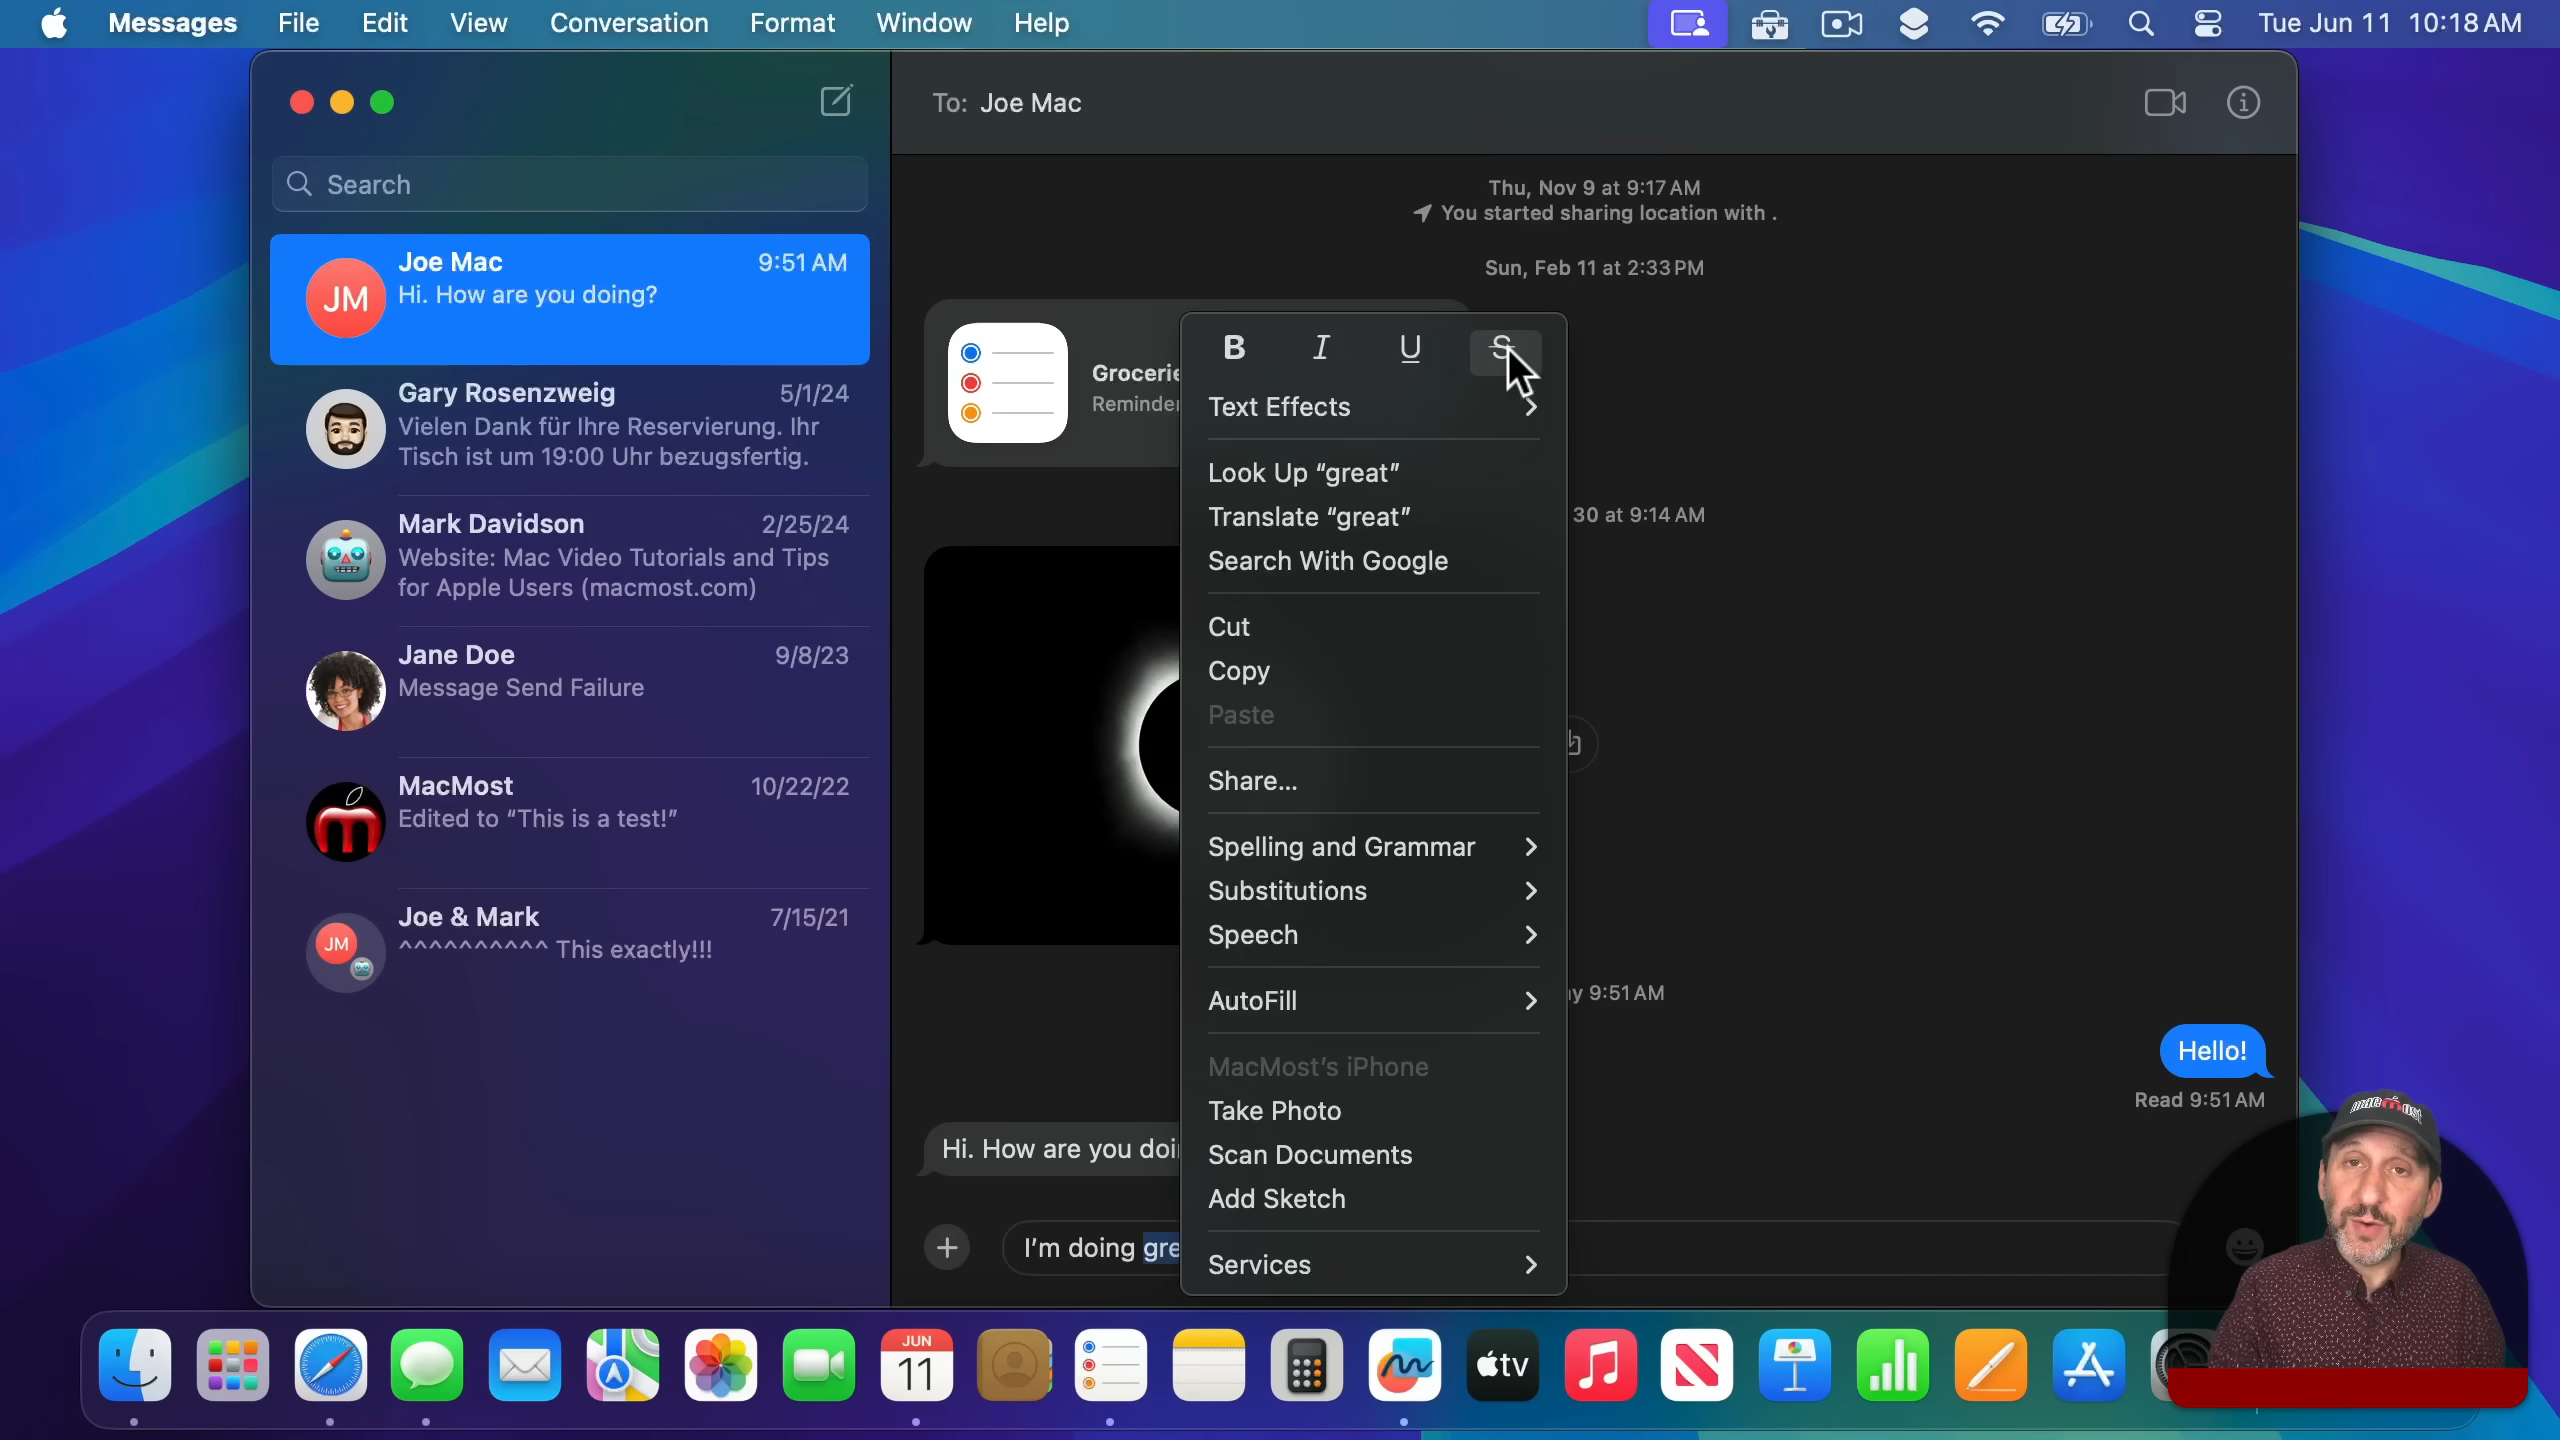 Messages File Edit View Conversation Format Window Help
Tue Jun 11 10:18 AM
Search
Joe Mac 9:51 AM
JM
Hi. How are you doing?
Gary Rosenzweig 5/1/24
Vielen Dank für Ihre Reservierung. Ihr
Tisch ist um 19:00 Uhr bezugsfertig.
Mark Davidson 2/25/24
Website: Mac Video Tutorials and Tips
for Apple Users (macmost.com)
Jane Doe 9/8/23
Message Send Failure
MacMost 10/22/22
Edited to “This is a test!”
Joe & Mark 7/15/21
JM
^^^^^^^^^^ This exactly!!!
To: Joe Mac
Thu, Nov 9 at 9:17 AM
You started sharing location with .
Sun, Feb 11 at 2:33 PM
Groceries
Reminde
30 at 9:14 AM
9:51 AM
Hello!
Read 9:51 AM
Hi. How are you doi
I’m doing gre
B I U S
Text Effects
Look Up “great”
Translate “great”
Search With Google
Cut
Copy
Paste
Share...
Spelling and Grammar
Substitutions
Speech
AutoFill
MacMost’s iPhone
Take Photo
Scan Documents
Add Sketch
Services
macmost
JUN
11
tv